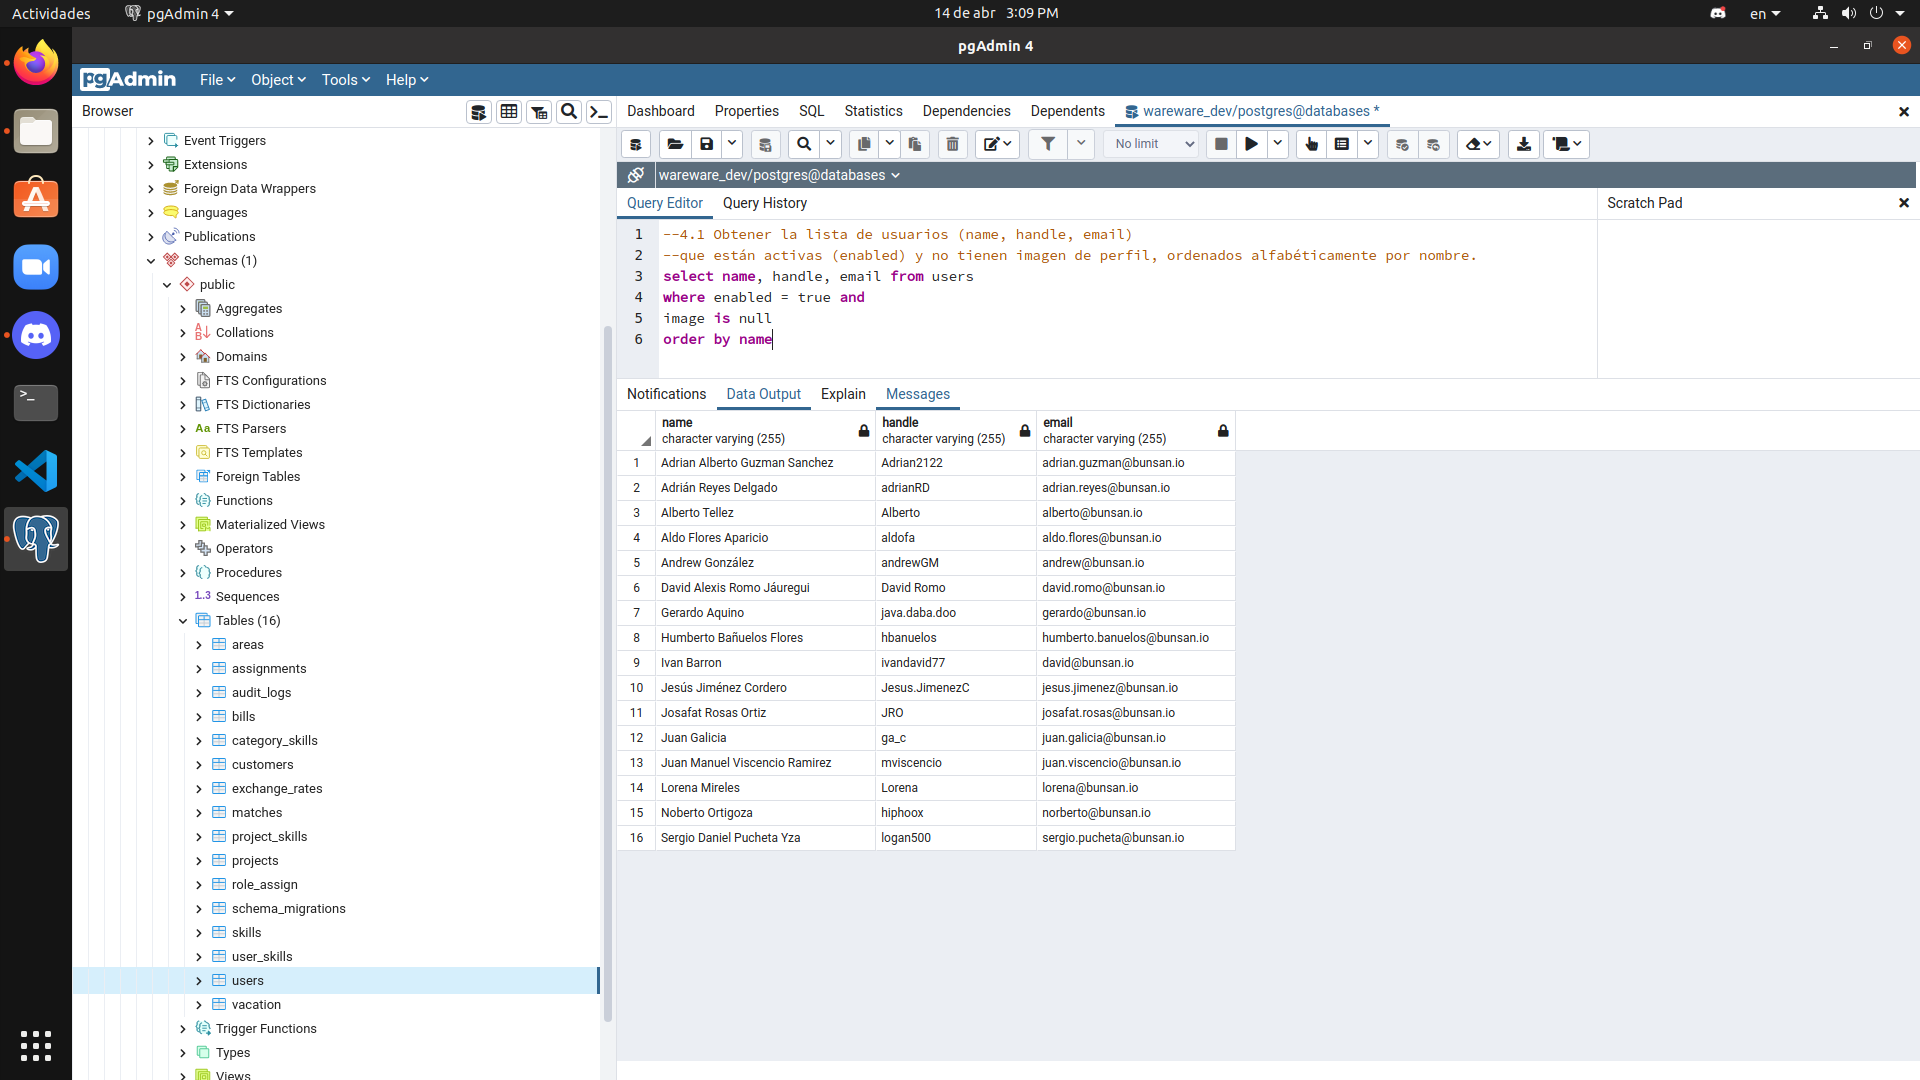 Actividades
pgAdmin 4
14 de abr 3:09 PM
en
pgAdmin 4
pgAdmin
File
Object
Tools
Help
Browser
Dashboard
Properties
SQL
Statistics
Dependencies
Dependents
wareware_dev/postgres@databases *
No limit
wareware_dev/postgres@databases
Query Editor
Query History
Scratch Pad
Event Triggers
Extensions
Foreign Data Wrappers
Languages
Publications
Schemas (1)
public
Aggregates
Collations
Domains
FTS Configurations
FTS Dictionaries
Aa FTS Parsers
FTS Templates
Foreign Tables
Functions
Materialized Views
Operators
Procedures
1..3 Sequences
Tables (16)
areas
assignments
audit_logs
bills
category_skills
customers
exchange_rates
matches
project_skills
projects
role_assign
schema_migrations
skills
user_skills
users
vacation
Trigger Functions
Types
Views
1 --4.1 Obtener la lista de usuarios (name, handle, email)
2 --que están activas (enabled) y no tienen imagen de perfil, ordenados alfabéticamente por nombre.
3 select name, handle, email from users
4 where enabled = true and
5 image is null
6 order by name
Notifications
Data Output
Explain
Messages
name handle email
character varying (255) character varying (255) character varying (255)
1 Adrian Alberto Guzman Sanchez Adrian2122 adrian.guzman@bunsan.io
2 Adrián Reyes Delgado adrianRD adrian.reyes@bunsan.io
3 Alberto Tellez Alberto alberto@bunsan.io
4 Aldo Flores Aparicio aldofa aldo.flores@bunsan.io
5 Andrew González andrewGM andrew@bunsan.io
6 David Alexis Romo Jáuregui David Romo david.romo@bunsan.io
7 Gerardo Aquino java.daba.doo gerardo@bunsan.io
8 Humberto Bañuelos Flores hbanuelos humberto.banuelos@bunsan.io
9 Ivan Barron ivandavid77 david@bunsan.io
10 Jesús Jiménez Cordero Jesus.JimenezC jesus.jimenez@bunsan.io
11 Josafat Rosas Ortiz JRO josafat.rosas@bunsan.io
12 Juan Galicia ga_c juan.galicia@bunsan.io
13 Juan Manuel Viscencio Ramirez mviscencio juan.viscencio@bunsan.io
14 Lorena Mireles Lorena lorena@bunsan.io
15 Noberto Ortigoza hiphoox norberto@bunsan.io
16 Sergio Daniel Pucheta Yza logan500 sergio.pucheta@bunsan.io